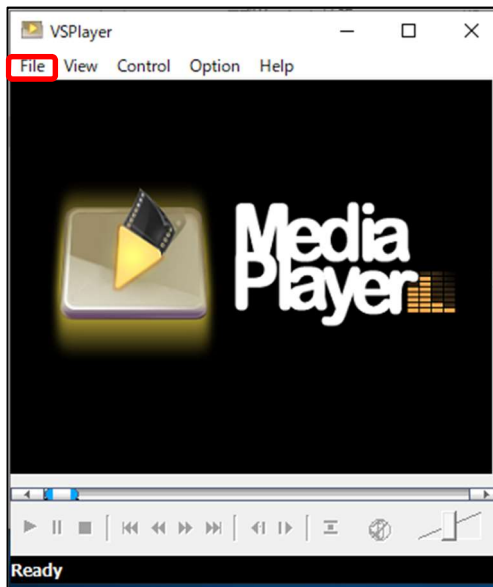 VSPlayer
File View Control Option Help
Media
Player
Ready